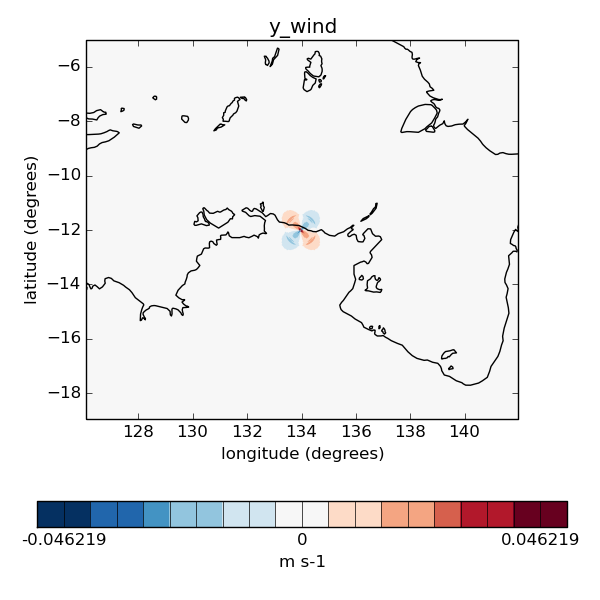 y_wind
−6
−8
−10
−12
−14
−16
−18
latitude (degrees)
128 130 132 134 136 138 140
longitude (degrees)
-0.046219 0 0.046219
m s-1